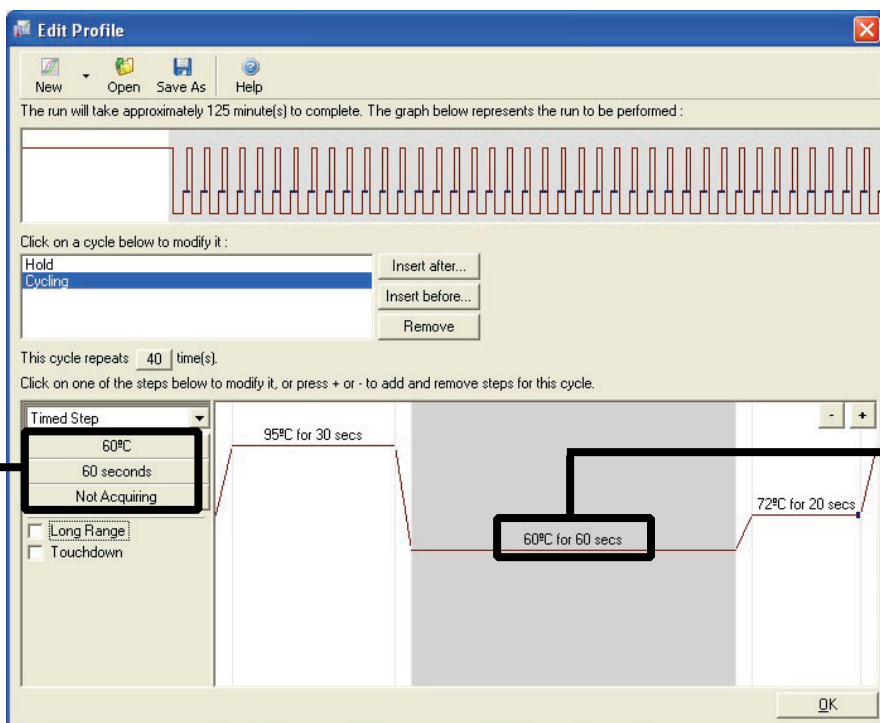 Edit Profile
New Open Save As Help
The run will take approximately 125 minute(s) to complete. The graph below represents the run to be performed :
Click on a cycle below to modify it :
Hold
Cycling
Insert after...
Insert before...
Remove
This cycle repeats 40 time(s).
Click on one of the steps below to modify it, or press + or - to add and remove steps for this cycle.
Timed Step
60ºC
60 seconds
Not Acquiring
Long Range
Touchdown
95ºC for 30 secs
60ºC for 60 secs
72ºC for 20 secs
- +
OK